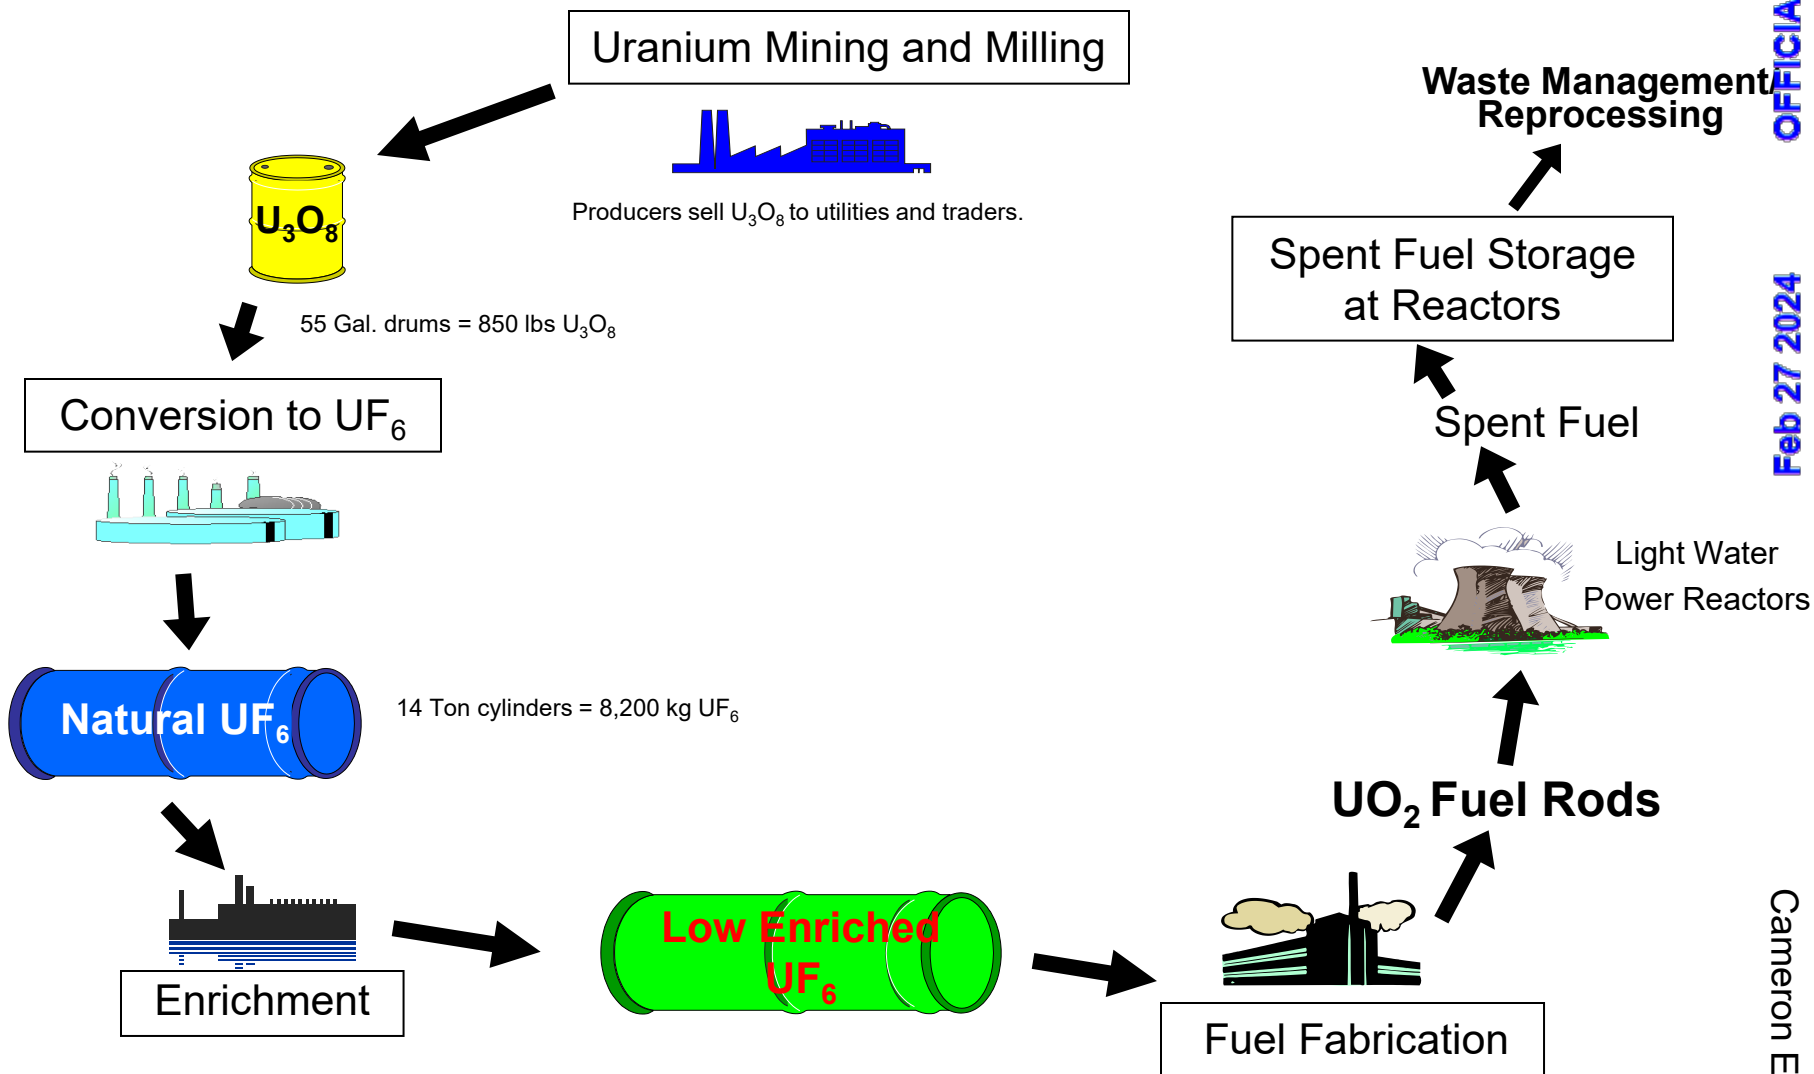 Uranium Mining and Milling
Producers sell U₃O₈ to utilities and traders.
U₃O₈
55 Gal. drums = 850 lbs U₃O₈
Conversion to UF₆
Natural UF₆
14 Ton cylinders = 8,200 kg UF₆
Enrichment
Low Enriched
UF₆
Fuel Fabrication
UO₂ Fuel Rods
Light Water
Power Reactors
Spent Fuel
Spent Fuel Storage
at Reactors
Waste Management/
Reprocessing
OFFICIA
Feb 27 2024
Cameron E